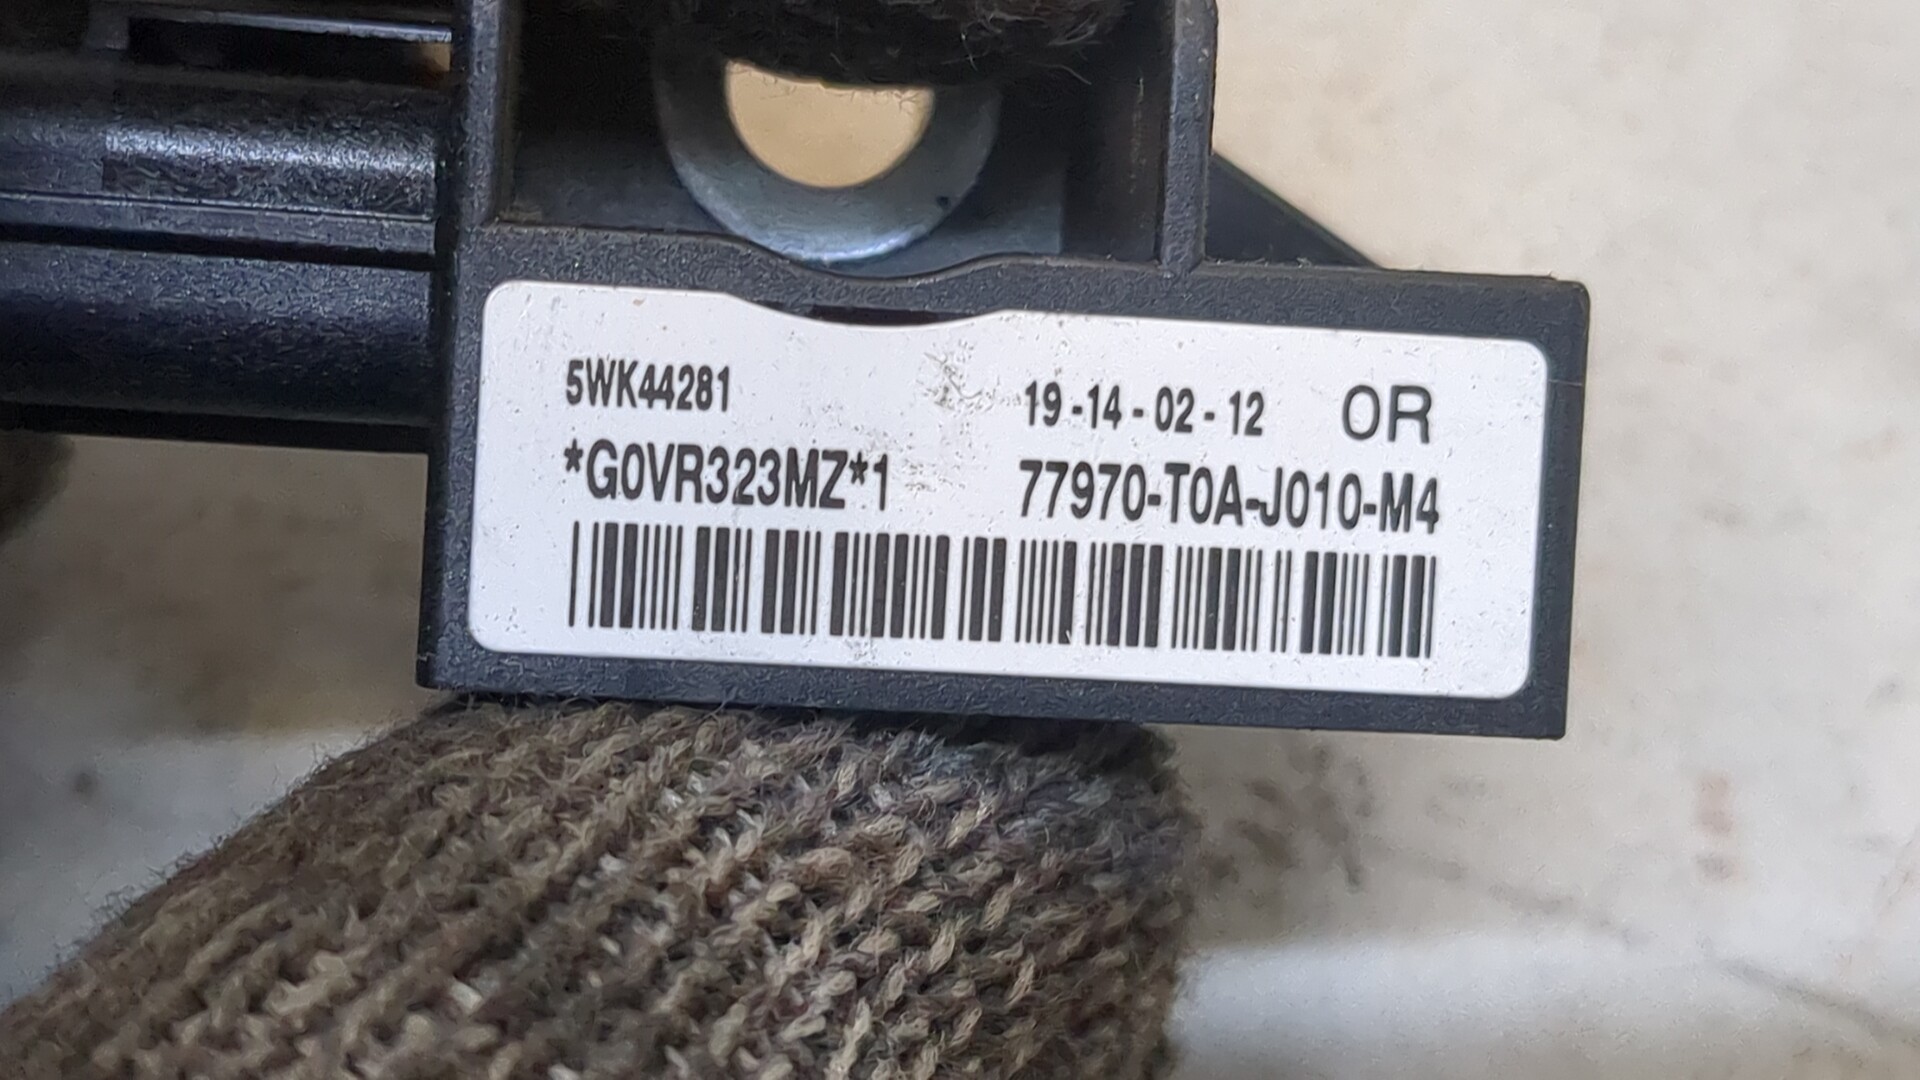 5WK44281 19-14-02-12 OR
*G0VR323MZ*1 77970-T0A-J010-M4